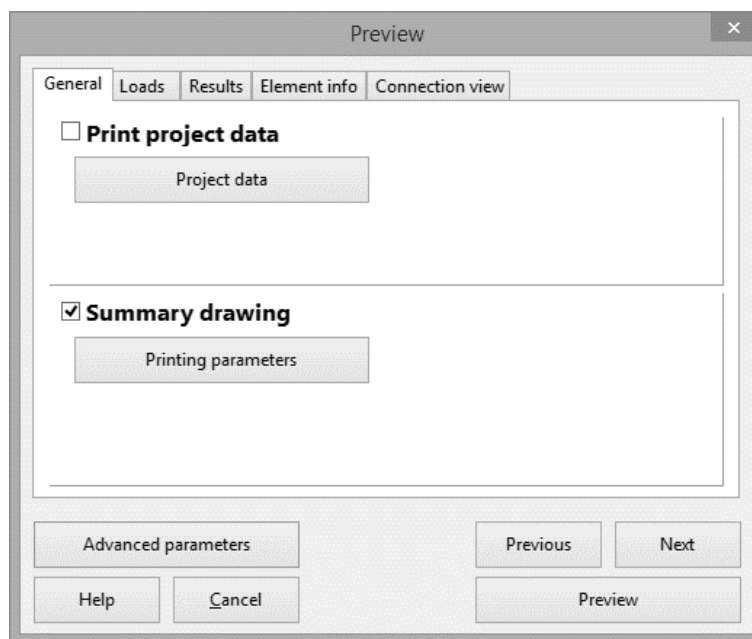 Preview
General Loads Results Element info Connection view
Print project data
Project data
Summary drawing
Printing parameters
Advanced parameters Previous Next
Help Cancel Preview